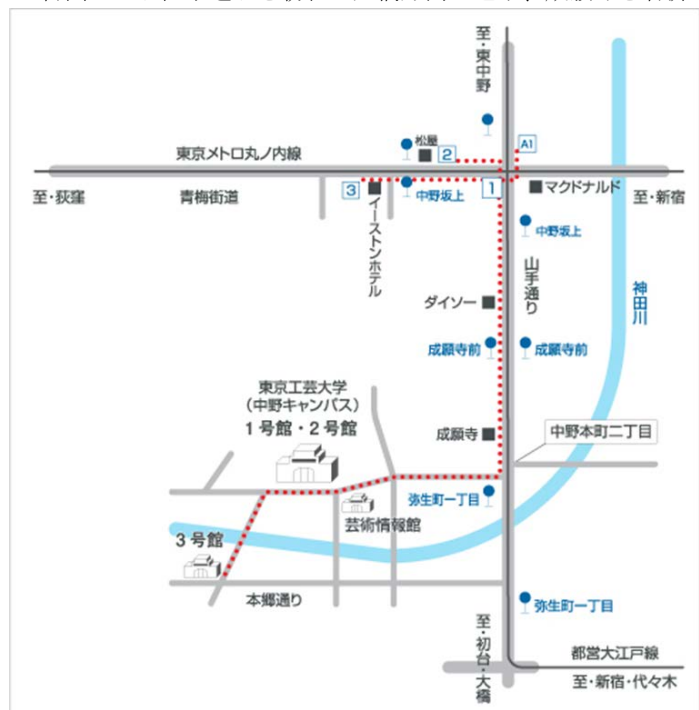 至・東中野
松屋
2
A1
東京メトロ丸ノ内線
3
1
マクドナルド
至・荻窪
青梅街道
中野坂上
至・新宿
イーストンホテル
中野坂上
山手通り
神田川
ダイソー
成願寺前
成願寺前
東京工芸大学
(中野キャンパス)
1号館・2号館
成願寺
中野本町二丁目
弥生町一丁目
芸術情報館
3号館
本郷通り
弥生町一丁目
至・初台・大橋
都営大江戸線
至・新宿・代々木